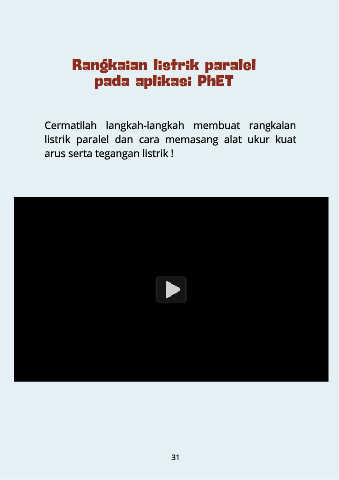 Rangkaian listrik paralel
pada aplikasi PhET
Cermatilah langkah-langkah membuat rangkaian
listrik paralel dan cara memasang alat ukur kuat
arus serta tegangan listrik !
31